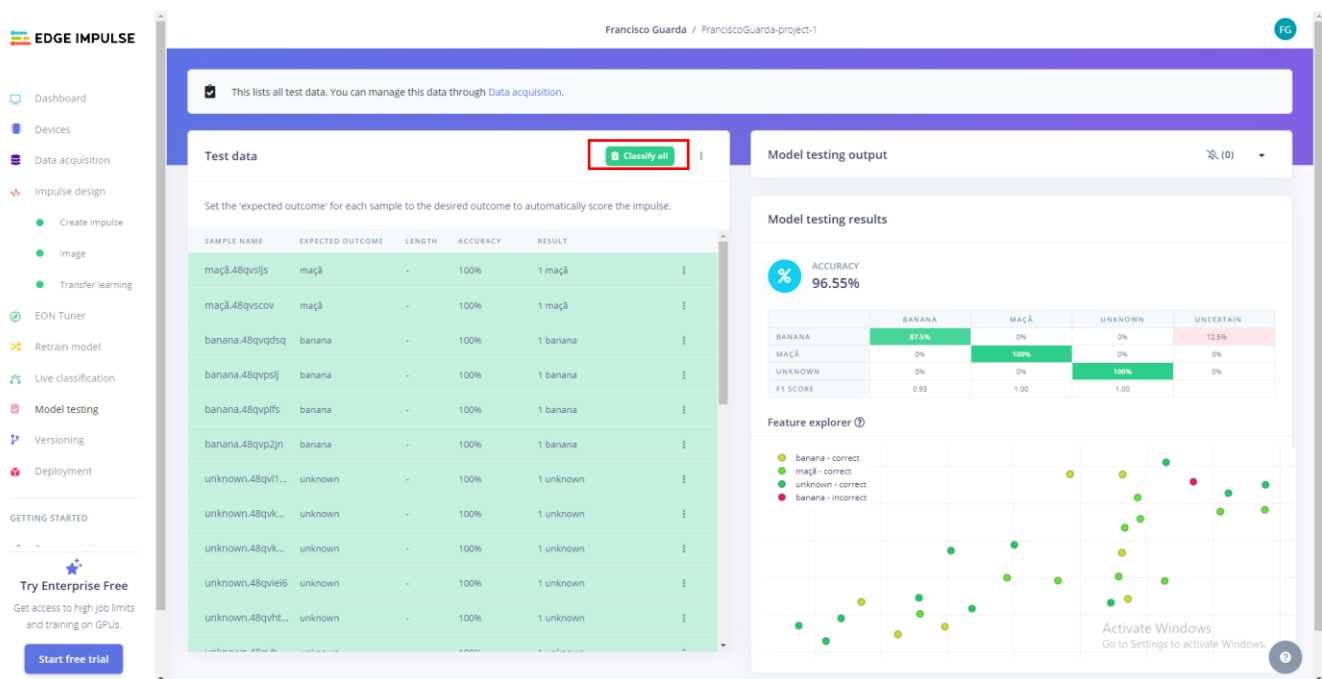 EDGE IMPULSE
Francisco Guarda / FranciscoGuarda-project-1
FG
Dashboard
Devices
Data acquisition
Impulse design
Create impulse
Image
Transfer learning
EON Tuner
Retrain model
Live classification
Model testing
Versioning
Deployment
GETTING STARTED
Try Enterprise Free
Get access to high job limits
and training on GPUs.
Start free trial
This lists all test data. You can manage this data through Data acquisition.
Test data
Classify all
Set the 'expected outcome' for each sample to the desired outcome to automatically score the impulse.
SAMPLE NAME EXPECTED OUTCOME LENGTH ACCURACY RESULT
maçã.48qvsljs maçã - 100% 1 maçã
maçã.48qvscov maçã - 100% 1 maçã
banana.48qvqdsq banana - 100% 1 banana
banana.48qvpslj banana - 100% 1 banana
banana.48qvplfs banana - 100% 1 banana
banana.48qvp2jn banana - 100% 1 banana
unknown.48qvl1... unknown - 100% 1 unknown
unknown.48qvk... unknown - 100% 1 unknown
unknown.48qvk... unknown - 100% 1 unknown
unknown.48qviei6 unknown - 100% 1 unknown
unknown.48qvht... unknown - 100% 1 unknown
Model testing output
(0)
Model testing results
%
ACCURACY
96.55%
BANANA MAÇÃ UNKNOWN UNCERTAIN
BANANA 87.5% 0% 0% 12.5%
MAÇÃ 0% 100% 0% 0%
UNKNOWN 0% 0% 100% 0%
F1 SCORE 0.93 1.00 1.00
Feature explorer ?
banana - correct
maçã - correct
unknown - correct
banana - incorrect
Activate Windows
Go to Settings to activate Windows.
?